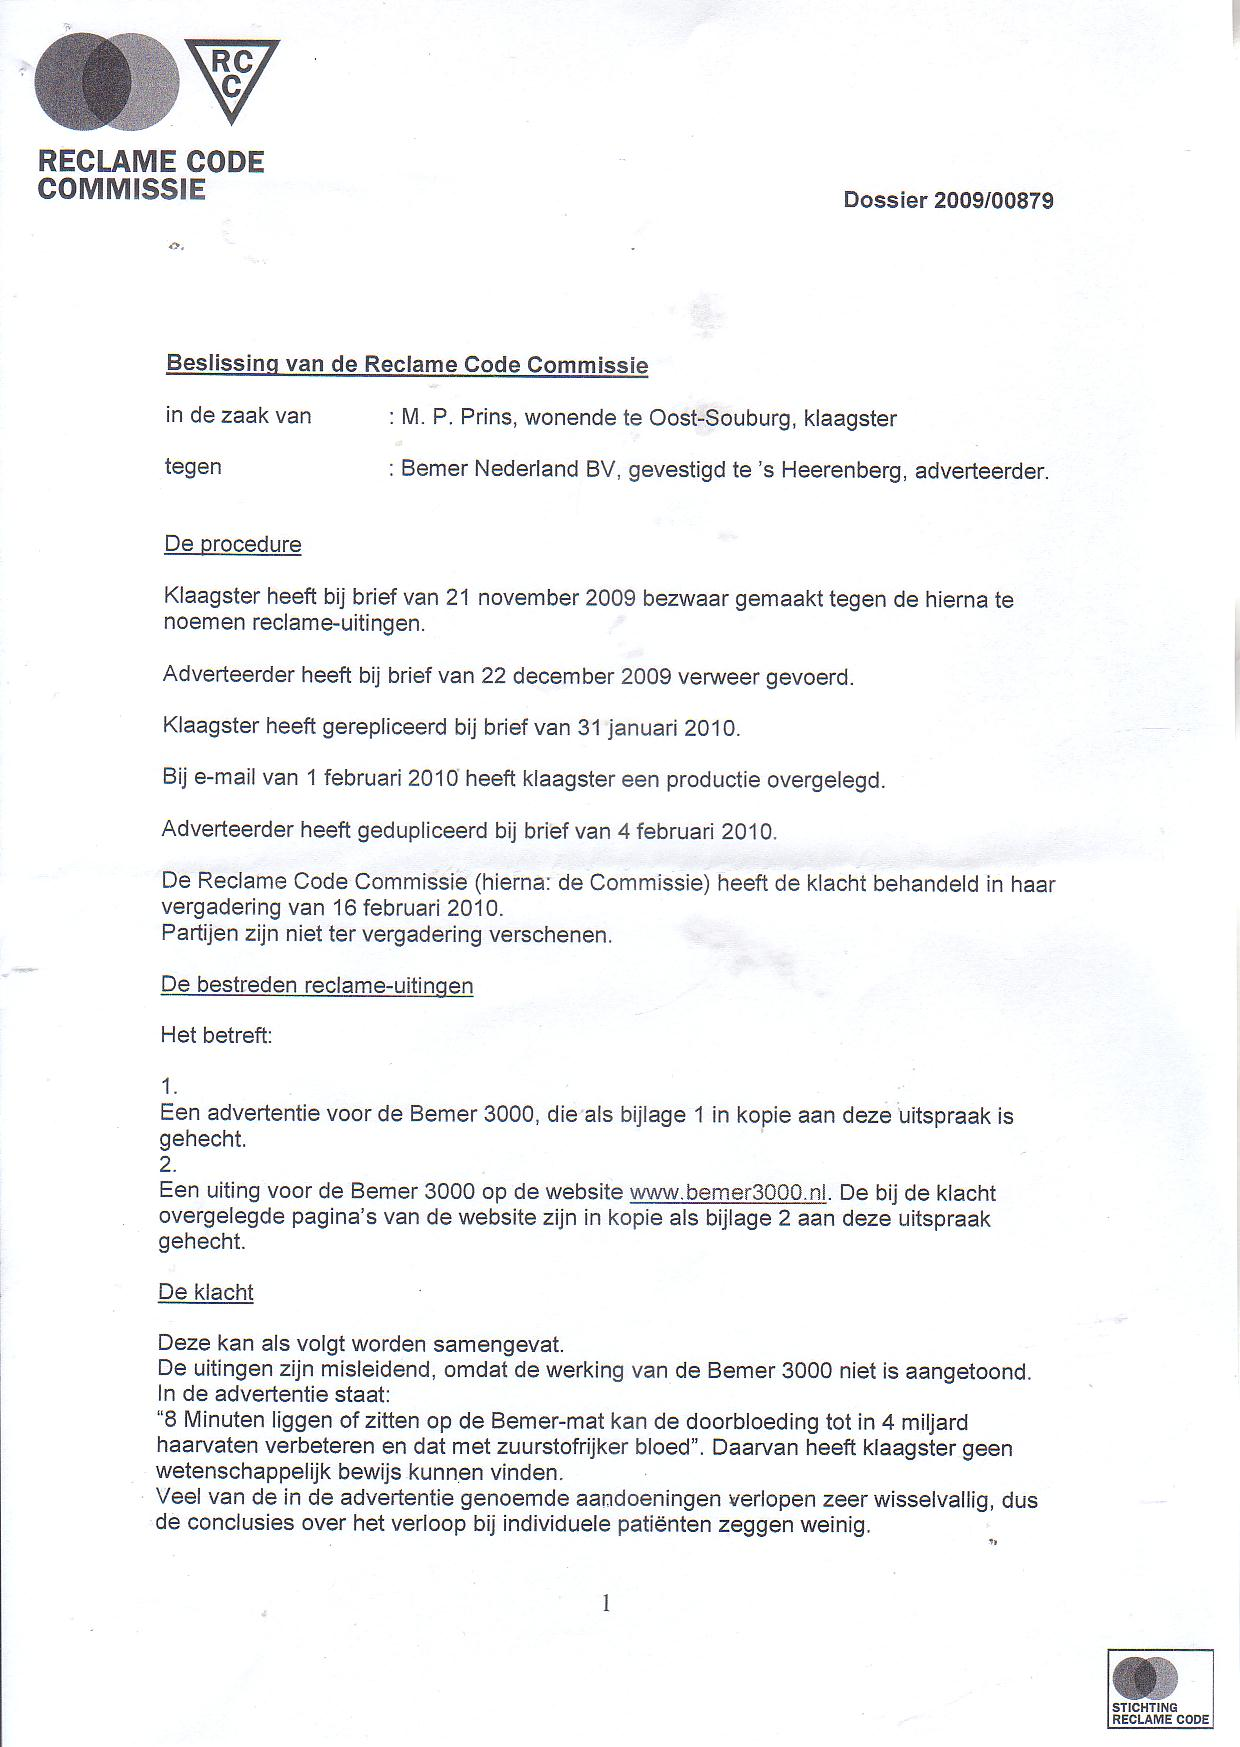 RC
C
RECLAME CODE
COMMISSIE
Dossier 2009/00879
Beslissing van de Reclame Code Commissie
in de zaak van : M. P. Prins, wonende te Oost-Souburg, klaagster
tegen : Bemer Nederland BV, gevestigd te 's Heerenberg, adverteerder.
De procedure
Klaagster heeft bij brief van 21 november 2009 bezwaar gemaakt tegen de hierna te
noemen reclame-uitingen.
Adverteerder heeft bij brief van 22 december 2009 verweer gevoerd.
Klaagster heeft gerepliceerd bij brief van 31 januari 2010.
Bij e-mail van 1 februari 2010 heeft klaagster een productie overgelegd.
Adverteerder heeft gedupliceerd bij brief van 4 februari 2010.
De Reclame Code Commissie (hierna: de Commissie) heeft de klacht behandeld in haar
vergadering van 16 februari 2010.
Partijen zijn niet ter vergadering verschenen.
De bestreden reclame-uitingen
Het betreft:
1.
Een advertentie voor de Bemer 3000, die als bijlage 1 in kopie aan deze uitspraak is
gehecht.
2.
Een uiting voor de Bemer 3000 op de website www.bemer3000.nl. De bij de klacht
overgelegde pagina's van de website zijn in kopie als bijlage 2 aan deze uitspraak
gehecht.
De klacht
Deze kan als volgt worden samengevat.
De uitingen zijn misleidend, omdat de werking van de Bemer 3000 niet is aangetoond.
In de advertentie staat:
“8 Minuten liggen of zitten op de Bemer-mat kan de doorbloeding tot in 4 miljard
haarvaten verbeteren en dat met zuurstofrijker bloed”. Daarvan heeft klaagster geen
wetenschappelijk bewijs kunnen vinden.
Veel van de in de advertentie genoemde aandoeningen verlopen zeer wisselvallig, dus
de conclusies over het verloop bij individuele patiënten zeggen weinig.
1
STICHTING
RECLAME CODE